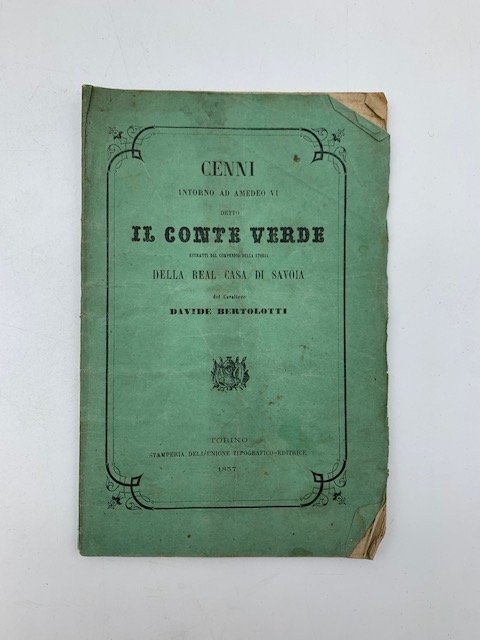 CENNI
INTORNO AD AMEDEO VI
DETTO
IL CONTE VERDE
ESTRATTI DAL COMPENDIO DELLA STORIA
DELLA REAL CASA DI SAVOIA
del Cavaliere
DAVIDE BERTOLOTTI
TORINO
STAMPERIA DELL'UNIONE TIPOGRAFICO-EDITRICE
1857